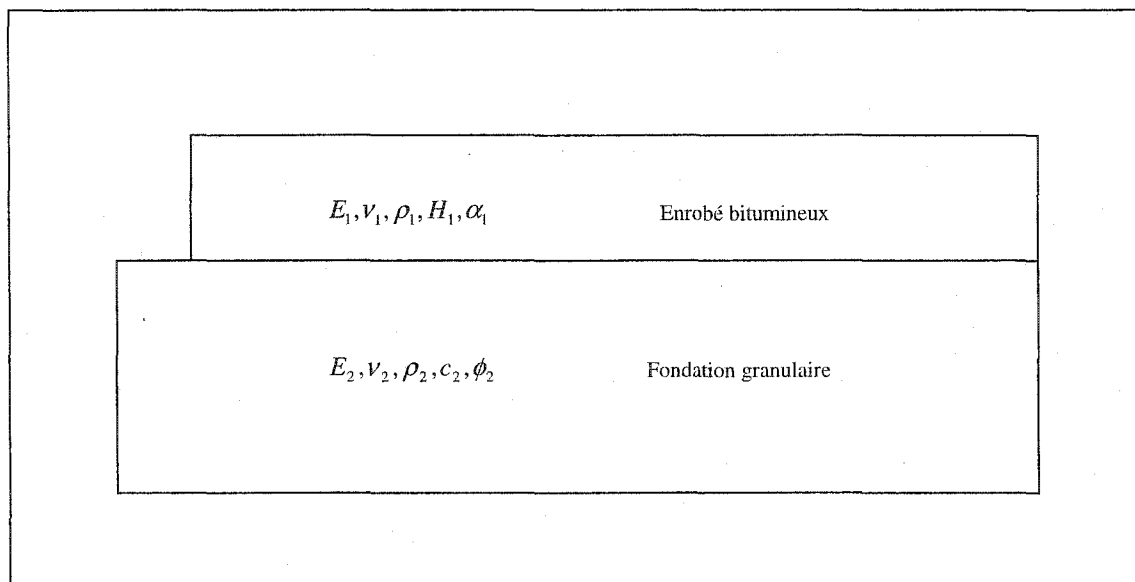 E₁, ν₁, ρ₁, H₁, α₁ Enrobé bitumineux
E₂, ν₂, ρ₂, c₂, ϕ₂ Fondation granulaire